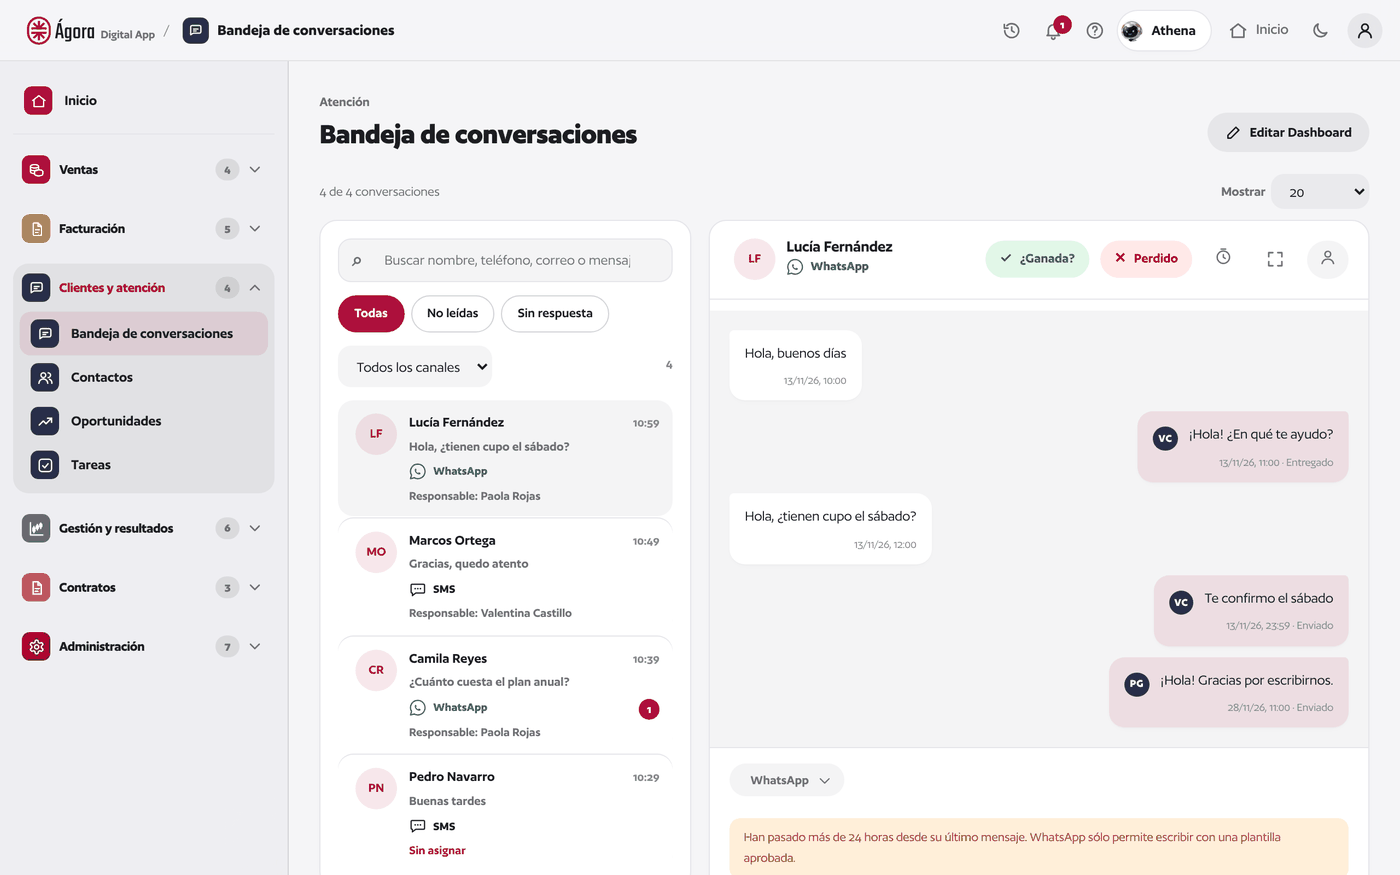 Ágora Digital App / Bandeja de conversaciones
1
Athena
Inicio
Inicio
Ventas 4
Facturación 5
Clientes y atención 4
Bandeja de conversaciones
Contactos
Oportunidades
Tareas
Gestión y resultados 6
Contratos 3
Administración 7
Atención
Bandeja de conversaciones
Editar Dashboard
4 de 4 conversaciones
Mostrar 20
Buscar nombre, teléfono, correo o mensaj
Todas
No leídas
Sin respuesta
Todos los canales
4
LF
Lucía Fernández 10:59
Hola, ¿tienen cupo el sábado?
WhatsApp
Responsable: Paola Rojas
MO
Marcos Ortega 10:49
Gracias, quedo atento
SMS
Responsable: Valentina Castillo
CR
Camila Reyes 10:39
¿Cuánto cuesta el plan anual?
WhatsApp 1
Responsable: Paola Rojas
PN
Pedro Navarro 10:29
Buenas tardes
SMS
Sin asignar
LF
Lucía Fernández
WhatsApp
¿Ganada?
Perdido
Hola, buenos días
13/11/26, 10:00
VC ¡Hola! ¿En qué te ayudo?
13/11/26, 11:00 · Entregado
Hola, ¿tienen cupo el sábado?
13/11/26, 12:00
VC Te confirmo el sábado
13/11/26, 23:59 · Enviado
PG ¡Hola! Gracias por escribirnos.
28/11/26, 11:00 · Enviado
WhatsApp
Han pasado más de 24 horas desde su último mensaje. WhatsApp sólo permite escribir con una plantilla
aprobada.